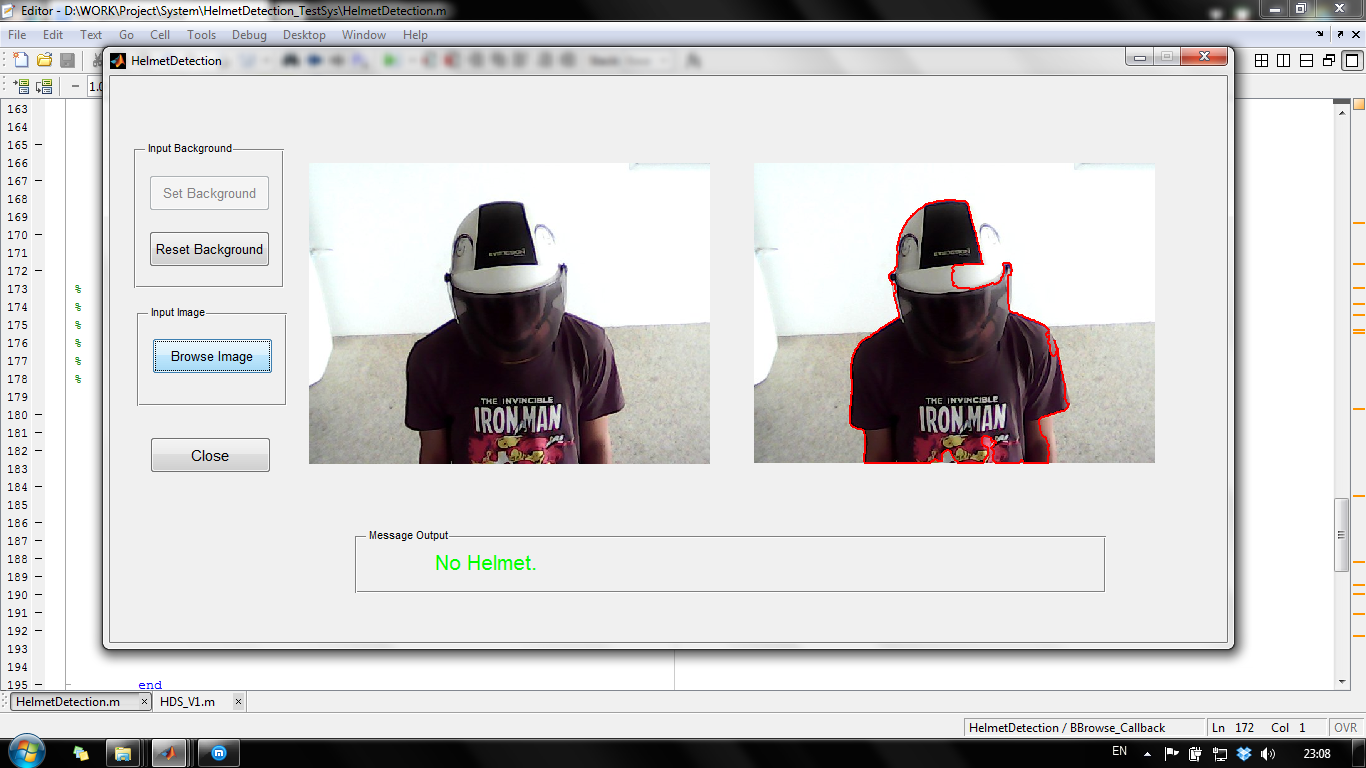 Editor - D:\WORK\Project\System\HelmetDetection_TestSys\HelmetDetection.m
File Edit Text Go Cell Tools Debug Desktop Window Help
HelmetDetection
1.0
163
164
165
166
167
168
169
170
171
172
173 %
174 %
175 %
176 %
177 %
178 %
179
180
181
182
183
184
185
186
187
188
189
190
191
192
193
194
195 end
Input Background
Set Background
Reset Background
Input Image
Browse Image
Close
THE INVINCIBLE
IRON MAN
THE INVINCIBLE
IRON MAN
Message Output
No Helmet.
HelmetDetection.m × HDS_V1.m ×
HelmetDetection / BBrowse_Callback Ln 172 Col 1 OVR
EN 23:08